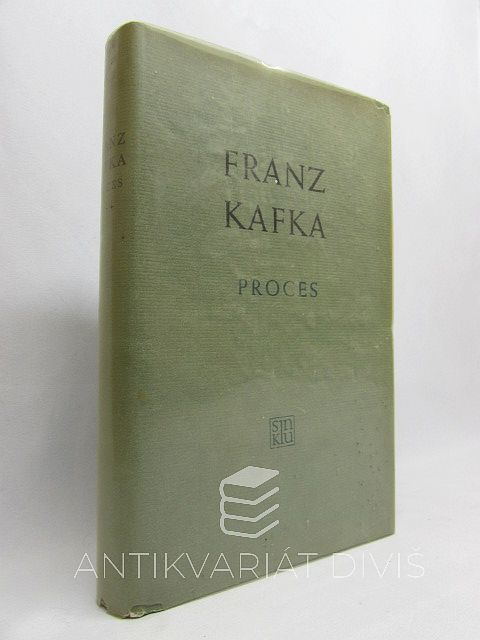 FRANZ
KAFKA
PROCES
SNKLU
ANTIKVARIÁT DIVIŠ